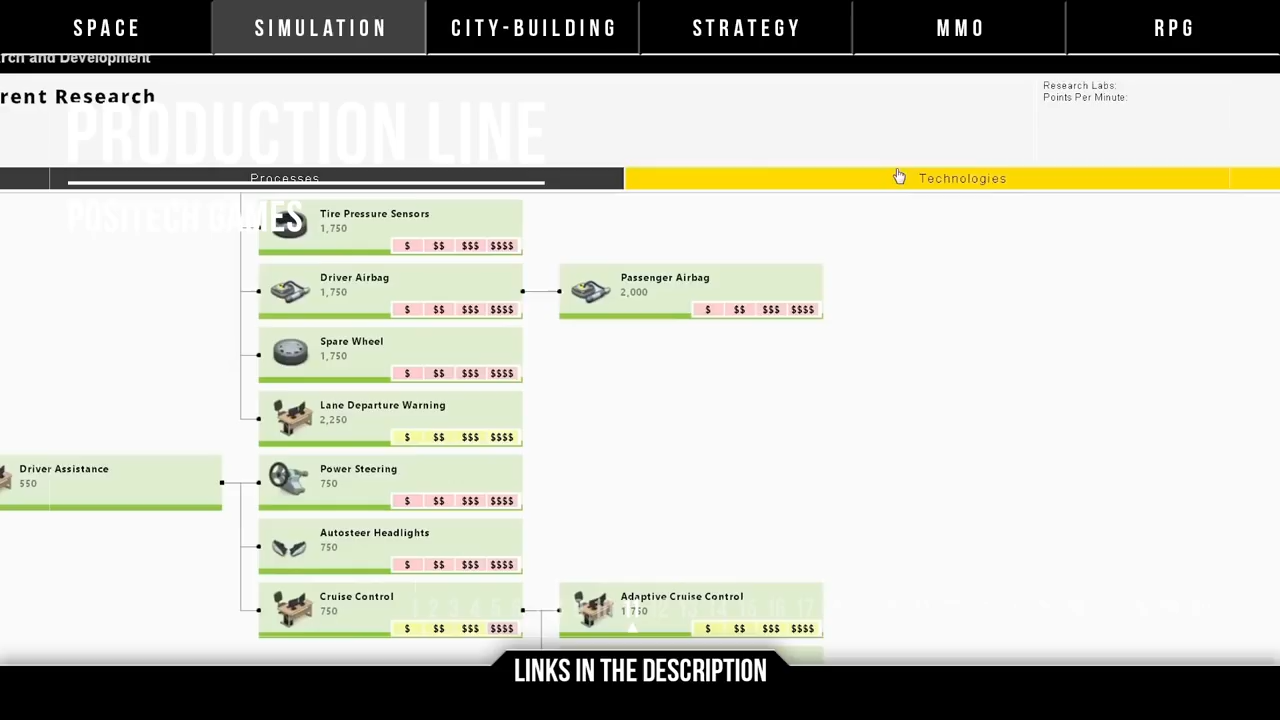 SPACE SIMULATION CITY-BUILDING STRATEGY MMO RPG
rch and Development
rent Research
Research Labs:
Points Per Minute:
PRODUCTION LINE
Processes Technologies
POSITECH GAMES
Tire Pressure Sensors
1,750
$ $$ $$$ $$$$
Driver Airbag Passenger Airbag
1,750 2,000
$ $$ $$$ $$$$ $ $$ $$$ $$$$
Spare Wheel
1,750
$ $$ $$$ $$$$
Lane Departure Warning
2,250
$ $$ $$$ $$$$
Driver Assistance Power Steering
550 750
$ $$ $$$ $$$$
Autosteer Headlights
750
$ $$ $$$ $$$$
Cruise Control Adaptive Cruise Control
750 1,750
$ $$ $$$ $$$$ $ $$ $$$ $$$$
LINKS IN THE DESCRIPTION